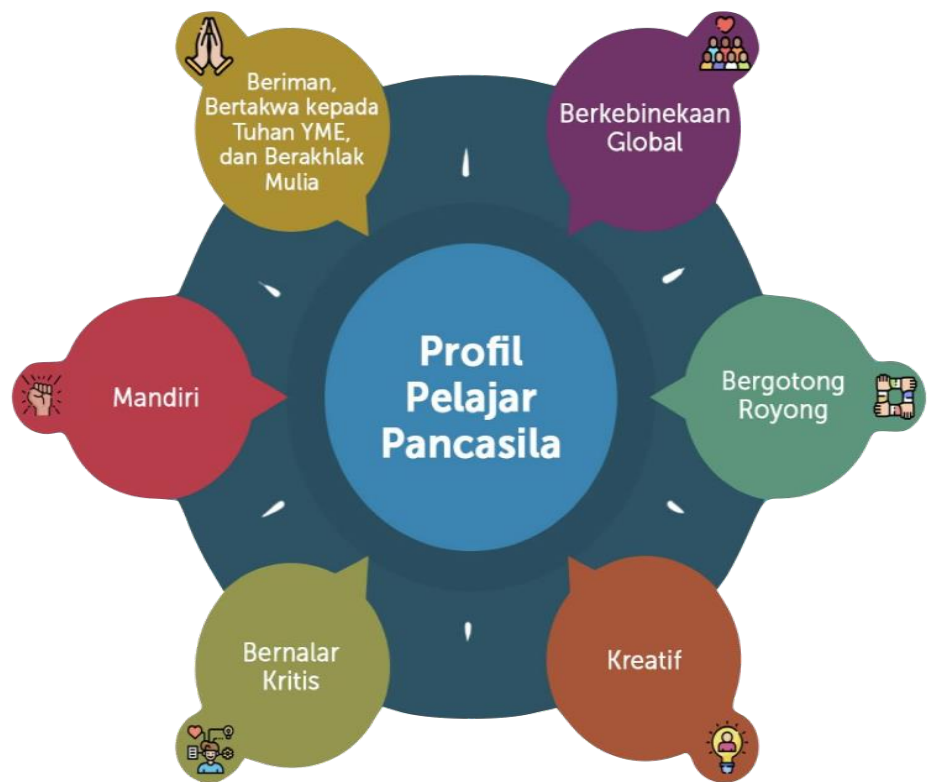 Beriman,
Bertakwa kepada
Tuhan YME,
dan Berakhlak
Mulia
Berkebinekaan
Global
Mandiri
Profil
Pelajar
Pancasila
Bergotong
Royong
Bernalar
Kritis
Kreatif